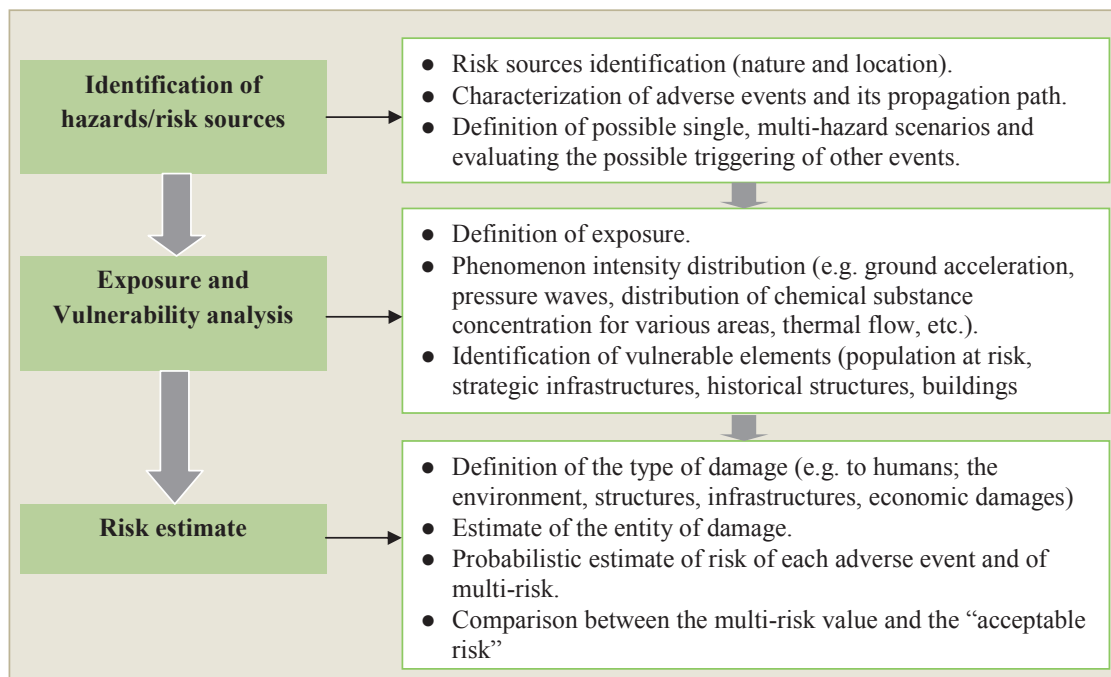 Identification of
hazards/risk sources
● Risk sources identification (nature and location).
● Characterization of adverse events and its propagation path.
● Definition of possible single, multi-hazard scenarios and
evaluating the possible triggering of other events.
Exposure and
Vulnerability analysis
● Definition of exposure.
● Phenomenon intensity distribution (e.g. ground acceleration,
pressure waves, distribution of chemical substance
concentration for various areas, thermal flow, etc.).
● Identification of vulnerable elements (population at risk,
strategic infrastructures, historical structures, buildings
Risk estimate
● Definition of the type of damage (e.g. to humans; the
environment, structures, infrastructures, economic damages)
● Estimate of the entity of damage.
● Probabilistic estimate of risk of each adverse event and of
multi-risk.
● Comparison between the multi-risk value and the “acceptable
risk”